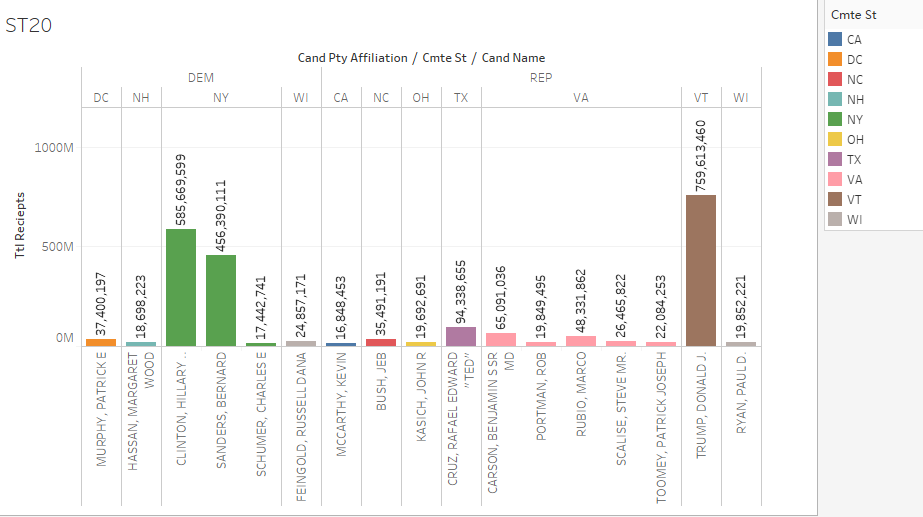 ST20
Cand Pty Affiliation / Cmte St / Cand Name
DEM REP
DC NH NY WI CA NC OH TX VA VT WI
Ttl Reciepts
1000M
500M
0M
37,400,197
18,698,223
585,669,599
456,390,111
17,442,741
24,857,171
16,848,453
35,491,191
19,692,691
94,338,655
65,091,036
19,849,495
48,331,862
26,465,822
22,084,253
759,613,460
19,852,221
MURPHY, PATRICK E
HASSAN, MARGARET
WOOD
CLINTON, HILLARY ..
SANDERS, BERNARD
SCHUMER, CHARLES E
FEINGOLD, RUSSELL DANA
MCCARTHY, KEVIN
BUSH, JEB
KASICH, JOHN R
CRUZ, RAFAEL EDWARD
"TED"
CARSON, BENJAMIN S SR
MD
PORTMAN, ROB
RUBIO, MARCO
SCALISE, STEVE MR.
TOOMEY, PATRICK JOSEPH
TRUMP, DONALD J.
RYAN, PAUL D.
Cmte St
CA
DC
NC
NH
NY
OH
TX
VA
VT
WI